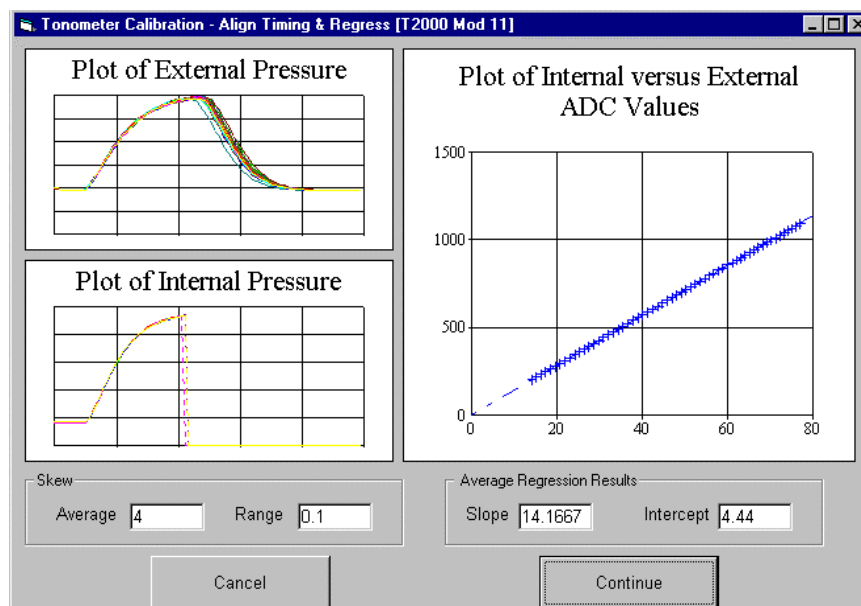 Tonometer Calibration - Align Timing & Regress [T2000 Mod 11]
Plot of External Pressure
Plot of Internal Pressure
Plot of Internal versus External
ADC Values
1500
1000
500
0
0 20 40 60 80
Skew
Average 4 Range 0.1
Average Regression Results
Slope 14.1667 Intercept 4.44
Cancel
Continue